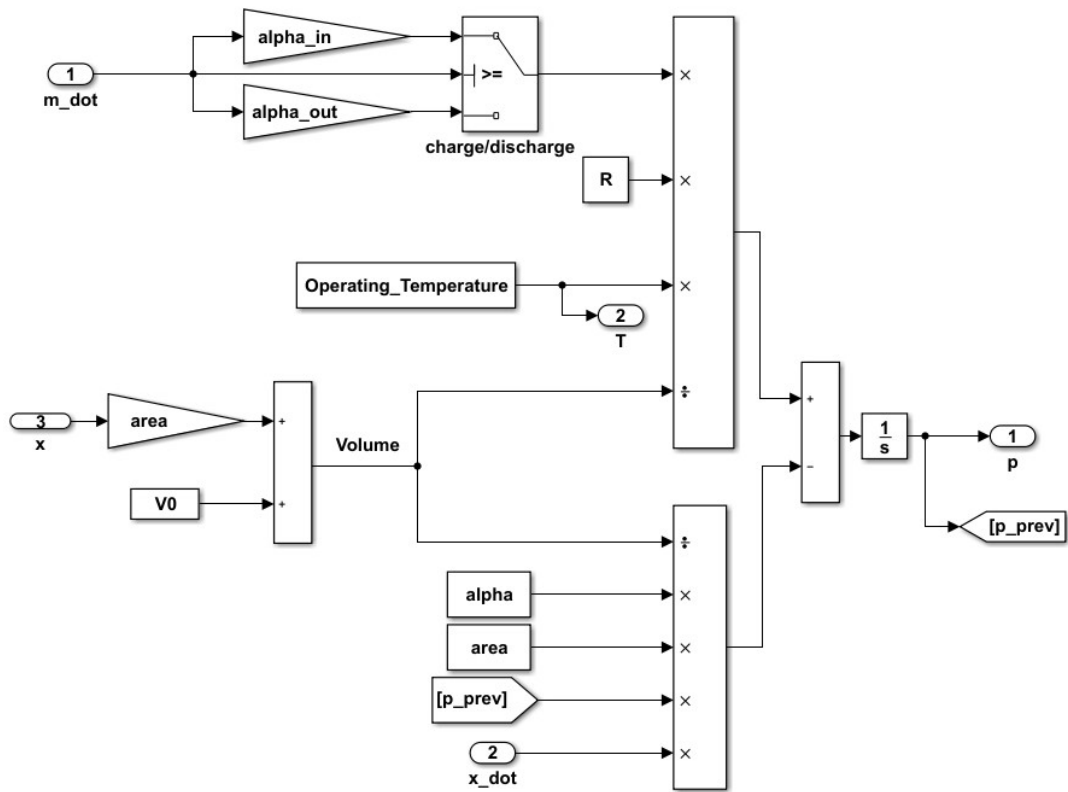 alpha_in
1
m_dot
>=
alpha_out
charge/discharge
×
R
×
Operating_Temperature
×
2
T
÷
3
x
area
+
Volume
V0
+
+
−
1
s
1
p
[p_prev]
÷
alpha
×
area
×
[p_prev]
×
2
x_dot
×